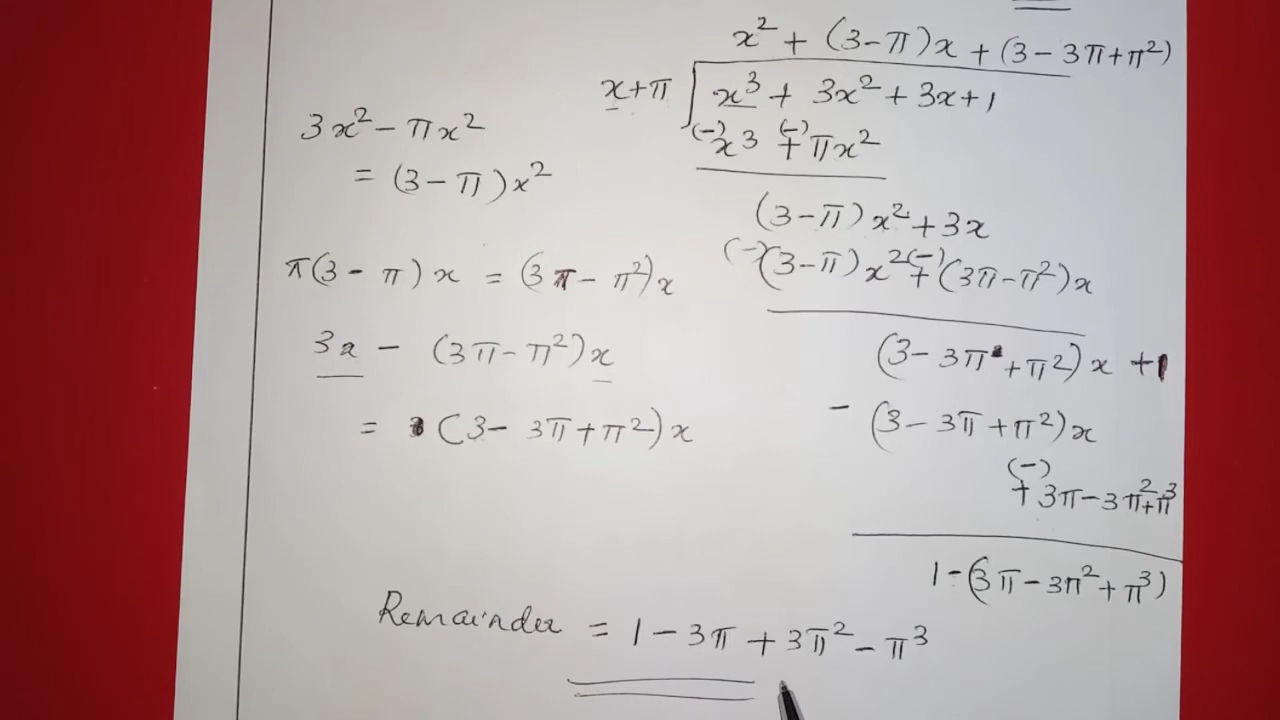 x² + (3-π)x + (3 - 3π+π²)
x+π x³ + 3x² + 3x+1
(-) x³ (-) + πx²
3x² - πx²
= (3-π)x²
(3-π)x² + 3x
π(3 - π)x = (3π - π²)x
(-) (3-π)x² (-) + (3π-π²)x
3x - (3π-π²)x
(3 - 3π + π²)x + 1
= (3 - 3π + π²)x
- (3 - 3π + π²)x
(-)
+ 3π - 3π² + π³
1 - (3π - 3π² + π³)
Remainder = 1 - 3π + 3π² - π³